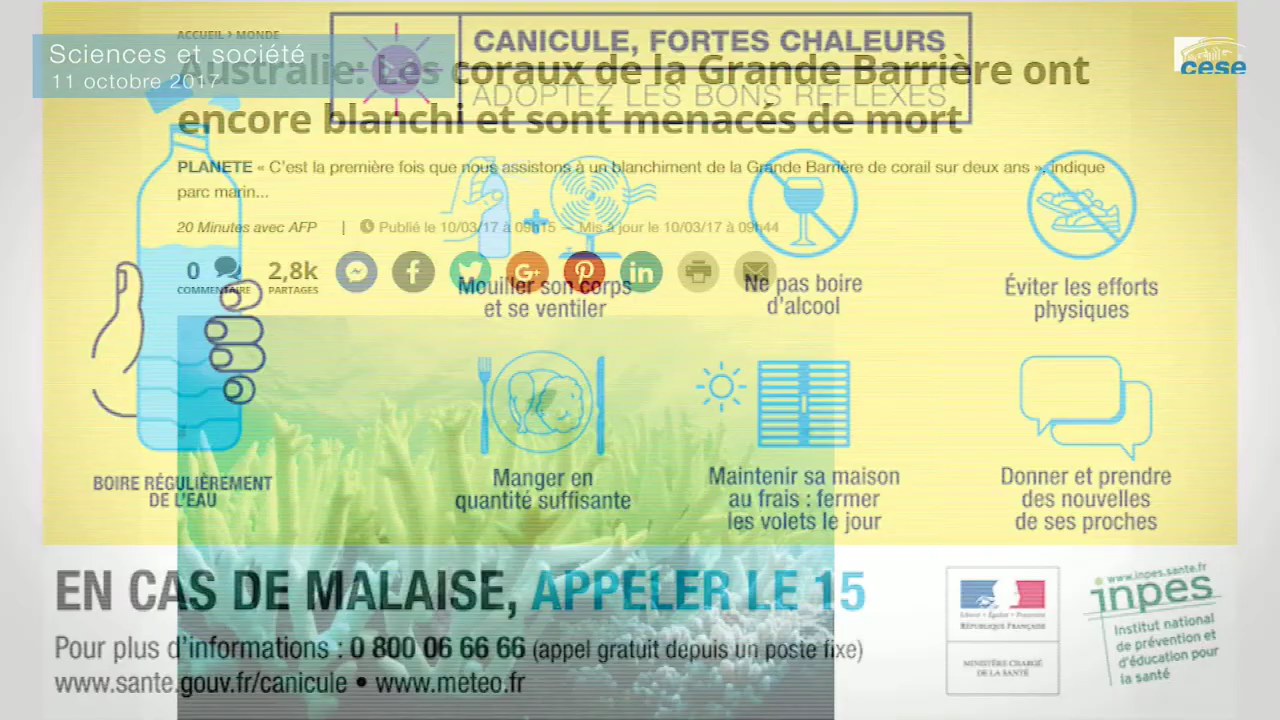 ACCUEIL › MONDE
Sciences et société
11 octobre 2017
cese
CANICULE, FORTES CHALEURS
ADOPTEZ LES BONS RÉFLEXES
Australie: Les coraux de la Grande Barrière ont
encore blanchi et sont menacés de mort
PLANETE « C'est la première fois que nous assistons à un blanchiment de la Grande Barrière de corail sur deux ans », indique
parc marin...
20 Minutes avec AFP | Publié le 10/03/17 à 09h15 — Mis à jour le 10/03/17 à 09h44
0
COMMENTAIRE
2,8k
PARTAGES
Mouiller son corps
et se ventiler
Ne pas boire
d'alcool
Éviter les efforts
physiques
BOIRE RÉGULIÈREMENT
DE L'EAU
Manger en
quantité suffisante
Maintenir sa maison
au frais : fermer
les volets le jour
Donner et prendre
des nouvelles
de ses proches
EN CAS DE MALAISE, APPELER LE 15
Pour plus d'informations : 0 800 06 66 66 (appel gratuit depuis un poste fixe)
www.sante.gouv.fr/canicule • www.meteo.fr
Liberté • Égalité • Fraternité
RÉPUBLIQUE FRANÇAISE
MINISTÈRE CHARGÉ
DE LA SANTÉ
www.inpes.sante.fr
inpes
Institut national
de prévention et
d'éducation pour
la santé